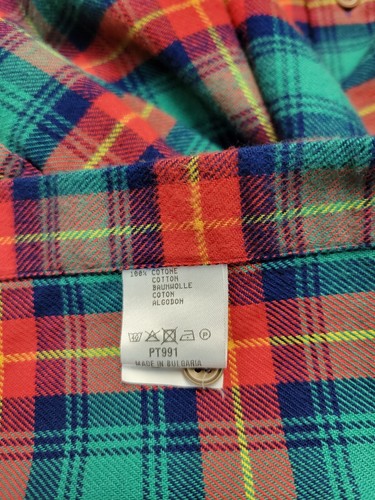 100% COTONE
COTTON
BAUMWOLLE
COTON
ALGODON
P
PT991
MADE IN BULGARIA